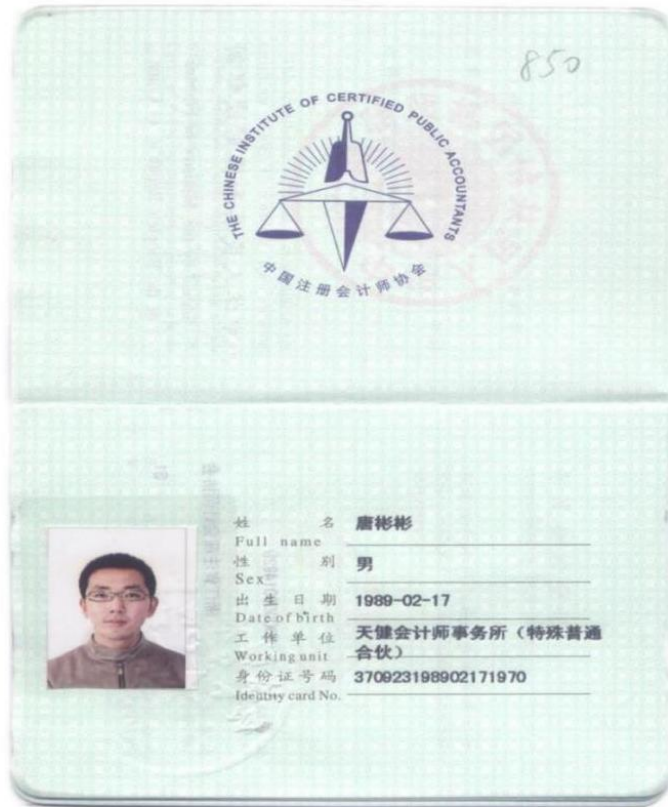 850
THE CHINESE INSTITUTE OF CERTIFIED PUBLIC ACCOUNTANTS
中国注册会计师协会
姓 名 唐彬彬
Full name
性 别 男
Sex
出 生 日 期 1989-02-17
Date of birth
工 作 单 位 天健会计师事务所（特殊普通
Working unit 合伙）
身 份 证 号 码 370923198902171970
Identity card No.